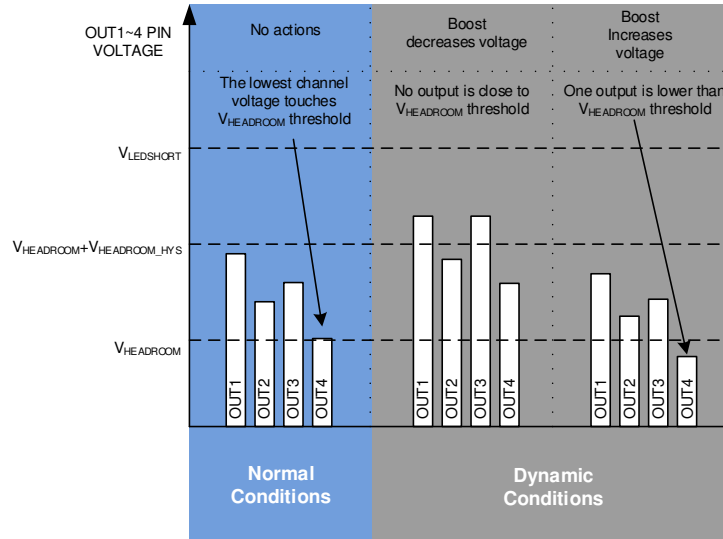 OUT1~4 PIN
VOLTAGE
No actions
Boost
decreases voltage
Boost
Increases
voltage
The lowest channel
voltage touches
VHEADROOM threshold
No output is close to
VHEADROOM threshold
One output is lower than
VHEADROOM threshold
VLEDSHORT
VHEADROOM+VHEADROOM_HYS
VHEADROOM
OUT1
OUT2
OUT3
OUT4
OUT1
OUT2
OUT3
OUT4
OUT1
OUT2
OUT3
OUT4
Normal
Conditions
Dynamic
Conditions